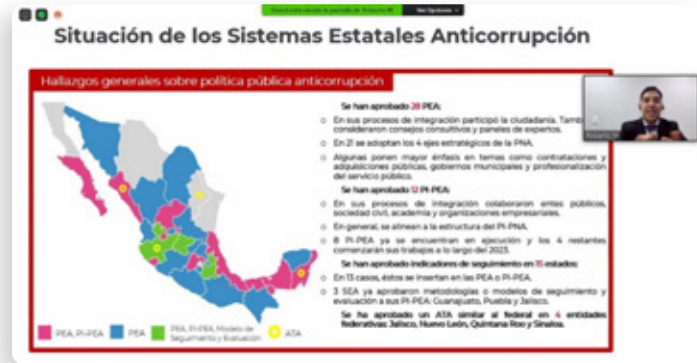 Ver Opciones
Situación de los Sistemas Estatales Anticorrupción
Hallazgos generales sobre política pública anticorrupción
Se han aprobado 28 PEA:
En sus procesos de integración participó la ciudadanía. Tamb
consideraron consejos consultivos y paneles de expertos.
En 21 se adoptan los 4 ejes estratégicos de la PNA.
Algunas ponen mayor énfasis en temas como contrataciones y
adquisiciones públicas, gobiernos municipales y profesionalización
del servicio público.
Se han aprobado 12 PI-PEA:
En sus procesos de integración colaboraron entes públicos,
sociedad civil, academia y organizaciones empresariales.
En general, se alinean a la estructura del PI-PNA.
8 PI-PEA ya se encuentran en ejecución y los 4 restantes
comenzarán sus trabajos a lo largo del 2023.
Se han aprobado indicadores de seguimiento en 15 estados:
En 13 casos, éstos se insertan en las PEA o PI-PEA.
3 SEA ya aprobaron metodologías o modelos de seguimiento y
evaluación a sus PI-PEA: Guanajuato, Puebla y Jalisco.
Se ha aprobado un ATA similar al federal en 4 entidades
federativas: Jalisco, Nuevo León, Quintana Roo y Sinaloa.
PEA, PI-PEA
PEA
PEA, PI-PEA, Modelo de
Seguimiento y Evaluación
ATA